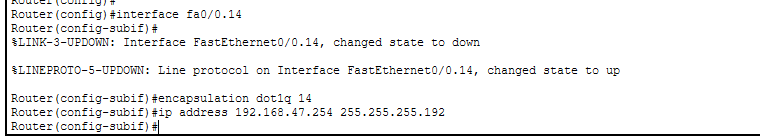 Router(config)#
Router(config)#interface fa0/0.14
Router(config-subif)#
%LINK-3-UPDOWN: Interface FastEthernet0/0.14, changed state to down
%LINEPROTO-5-UPDOWN: Line protocol on Interface FastEthernet0/0.14, changed state to up
Router(config-subif)#encapsulation dot1q 14
Router(config-subif)#ip address 192.168.47.254 255.255.255.192
Router(config-subif)#